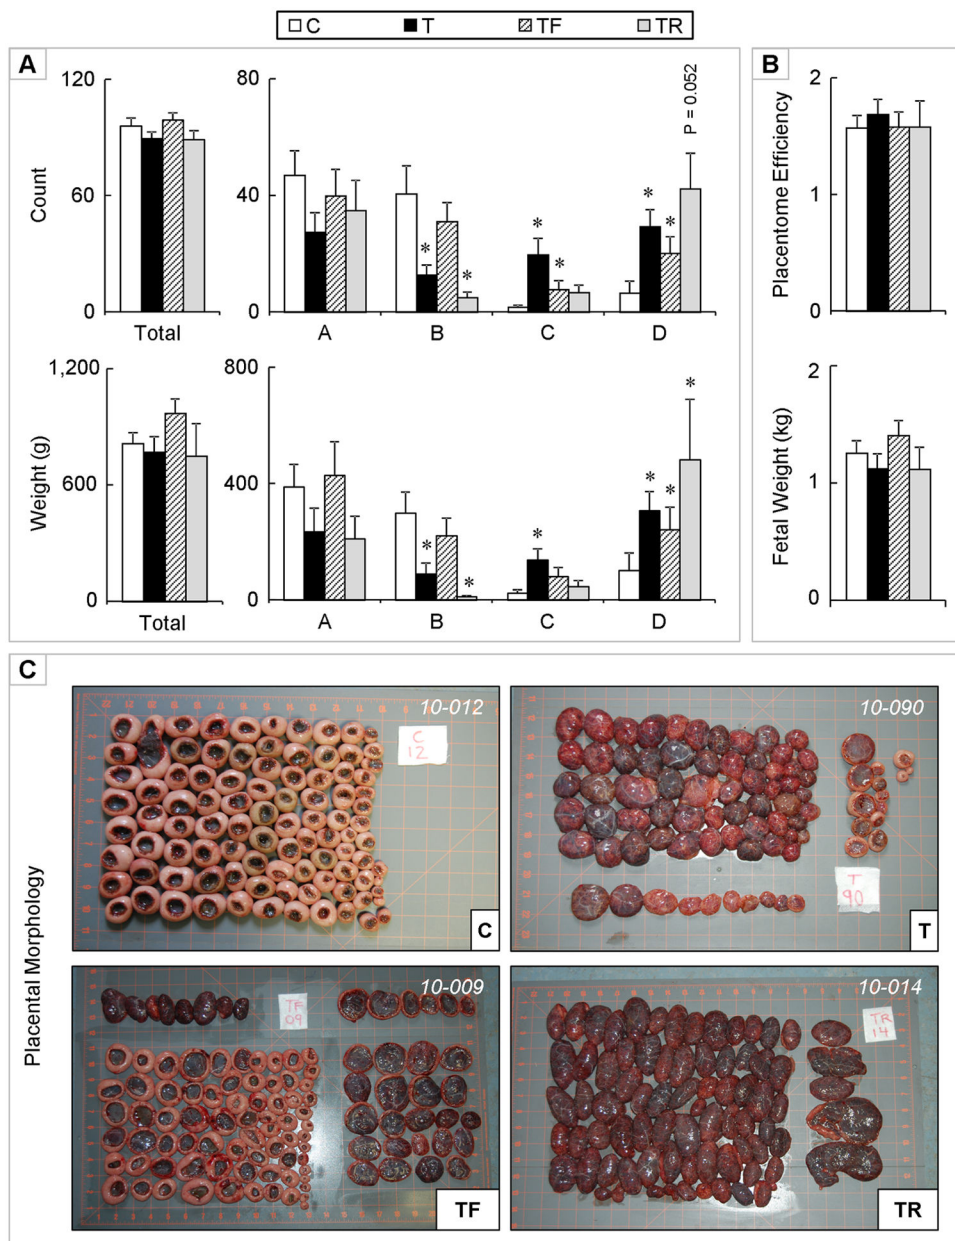 C T TF TR
A
Count
120
60
0
Total
80
40
0
* * * * * * P = 0.052
A B C D
Weight (g)
1,200
600
0
Total
800
400
0
* * * * * *
A B C D
B
Placentome Efficiency
2
1
0
Fetal Weight (kg)
2
1
0
C
Placental Morphology
10-012
C
12
C
10-090
T
90
T
10-009
TF
09
TF
10-014
TR
14
TR